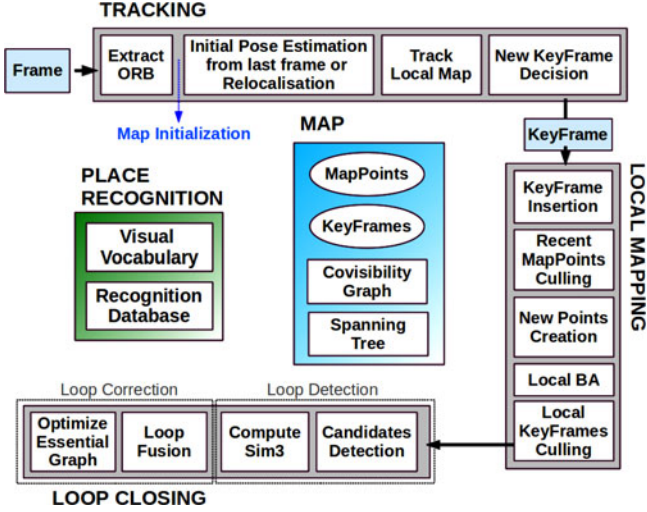 TRACKING
Frame
Extract
ORB
Initial Pose Estimation
from last frame or
Relocalisation
Track
Local Map
New KeyFrame
Decision
Map Initialization
KeyFrame
MAP
MapPoints
KeyFrames
Covisibility
Graph
Spanning
Tree
PLACE
RECOGNITION
Visual
Vocabulary
Recognition
Database
LOCAL MAPPING
KeyFrame
Insertion
Recent
MapPoints
Culling
New Points
Creation
Local BA
Local
KeyFrames
Culling
Loop Correction
Loop Detection
Optimize
Essential
Graph
Loop
Fusion
Compute
Sim3
Candidates
Detection
LOOP CLOSING